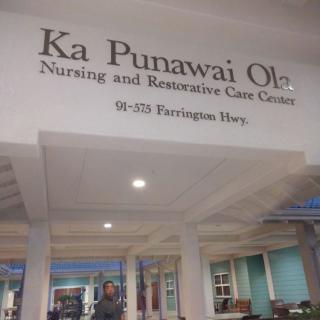 Ka Punawai Ola
Nursing and Restorative Care Center
91-575 Farrington Hwy.